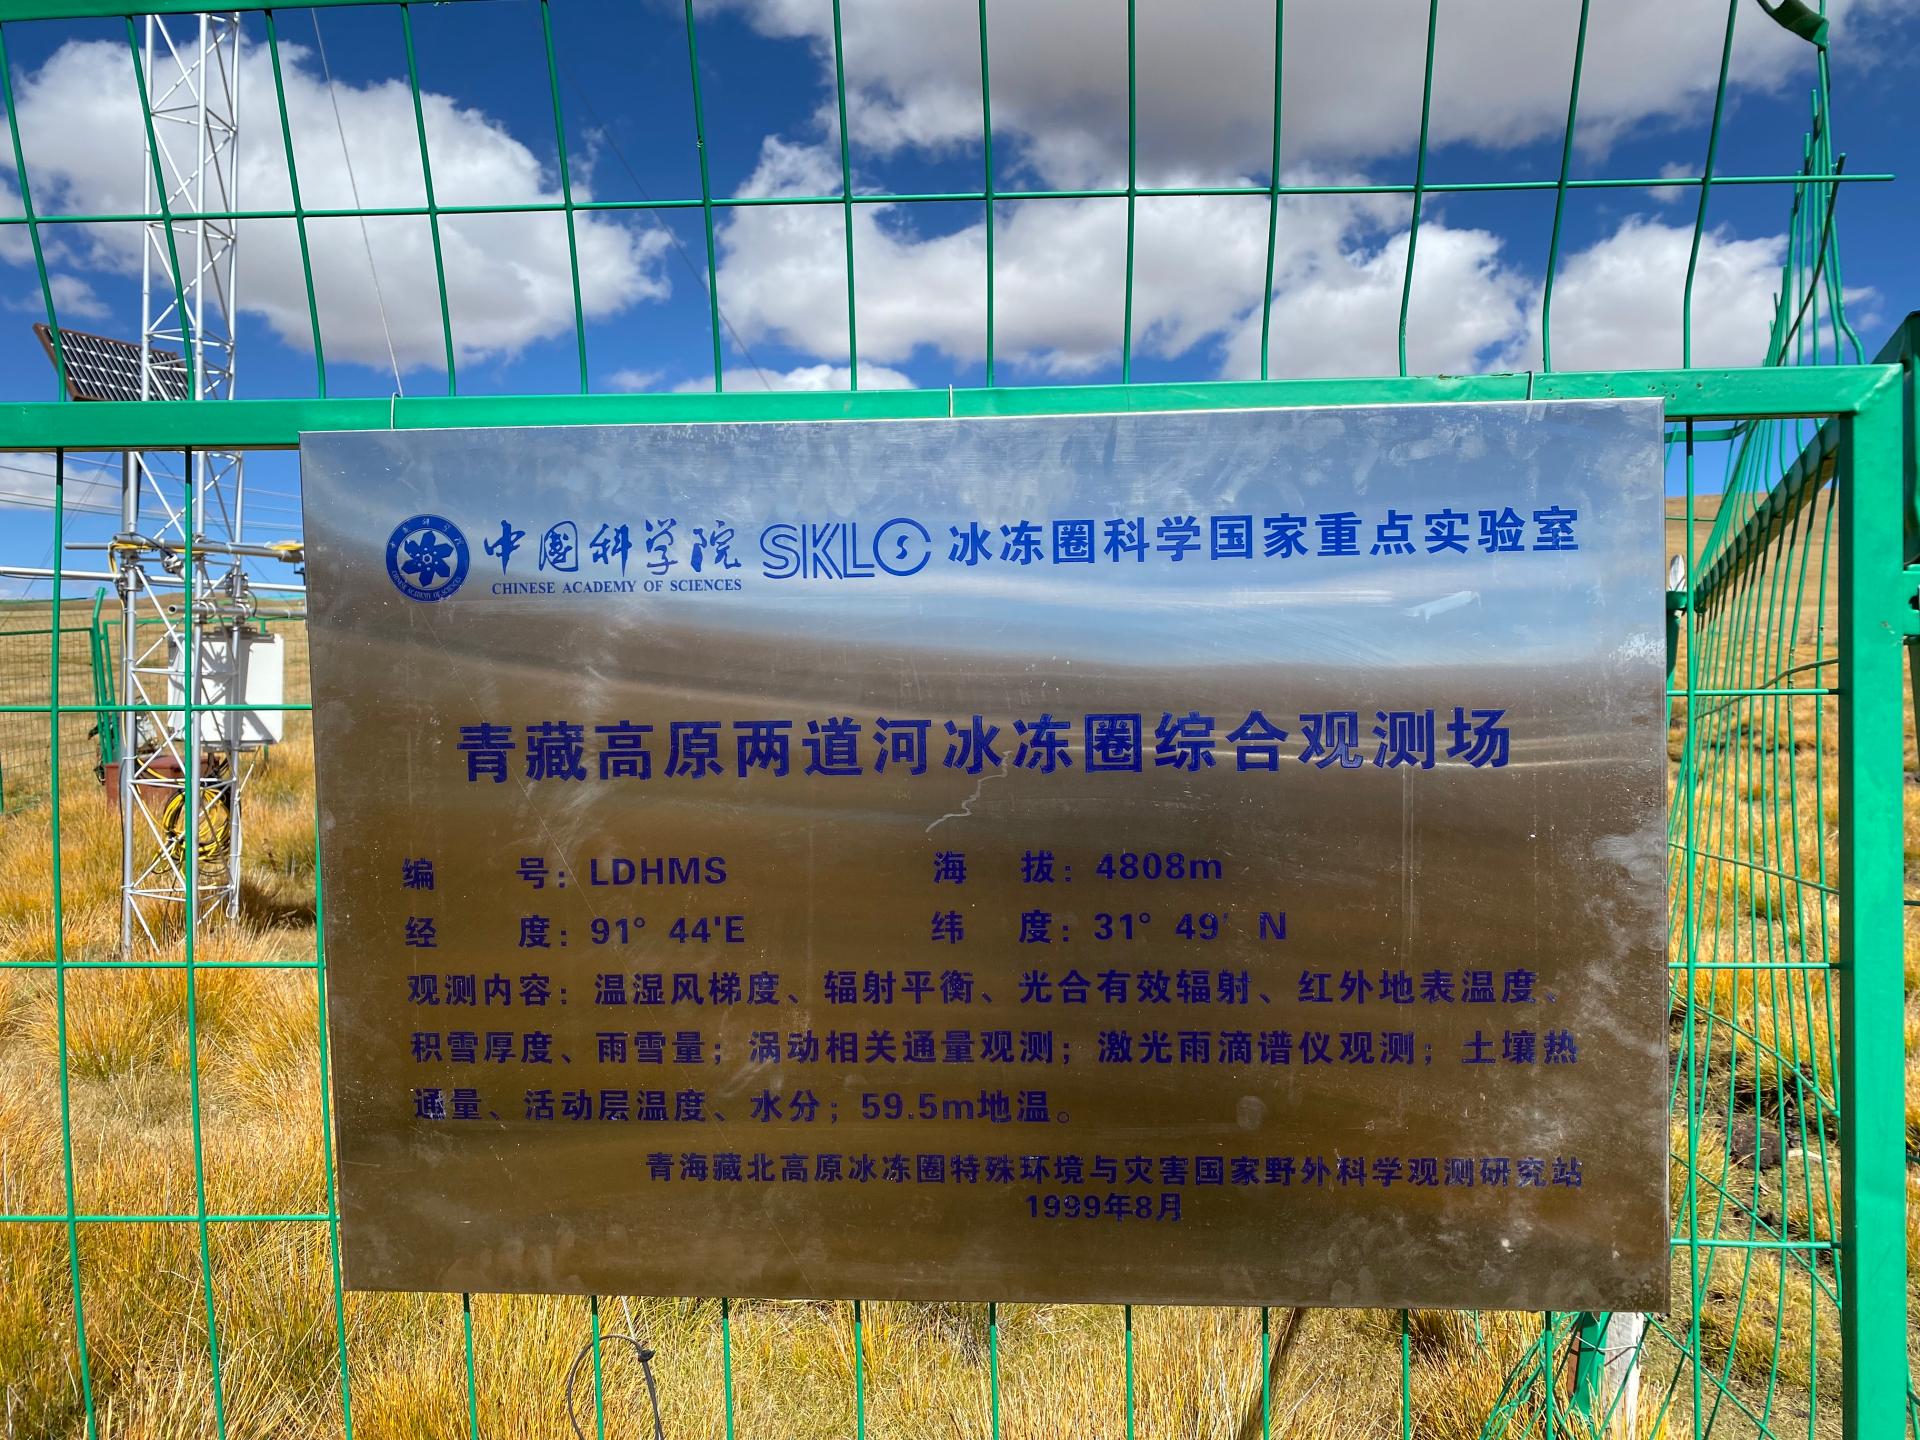 中国科学院 SKLCS 冰冻圈科学国家重点实验室
CHINESE ACADEMY OF SCIENCES
青藏高原两道河冰冻圈综合观测场
编 号：LDHMS 海 拔：4808m
经 度：91° 44'E 纬 度：31° 49′ N
观测内容：温湿风梯度、辐射平衡、光合有效辐射、红外地表温度、
积雪厚度、雨雪量；涡动相关通量观测；激光雨滴谱仪观测；土壤热
通量、活动层温度、水分；59.5m地温。
青海藏北高原冰冻圈特殊环境与灾害国家野外科学观测研究站
1999年8月